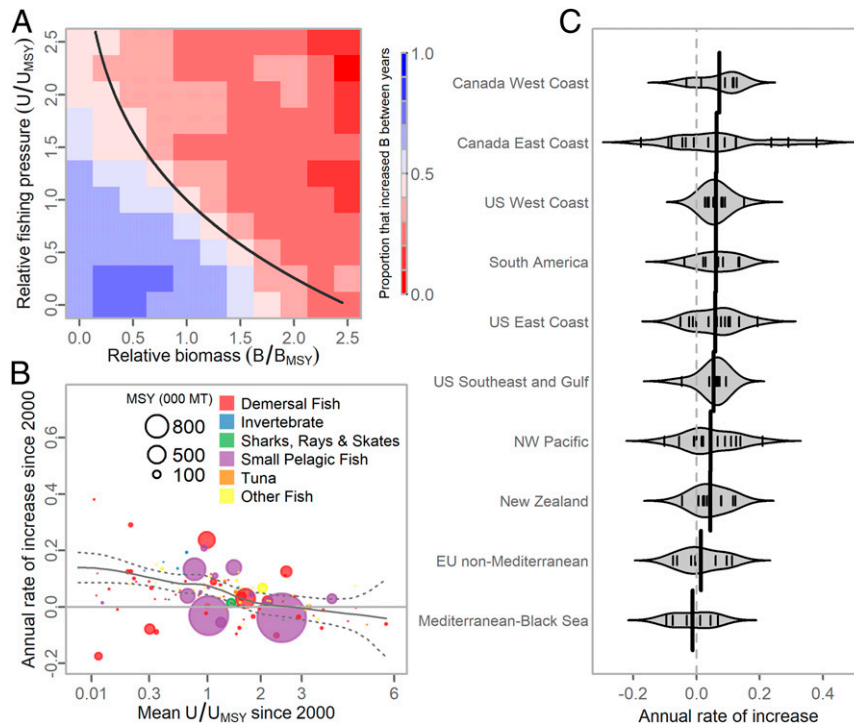 A
Relative fishing pressure (U/U_MSY)
2.5
2.0
1.5
1.0
0.5
0.0
0.0 0.5 1.0 1.5 2.0 2.5
Relative biomass (B/B_MSY)
Proportion that increased B between years
1.0
0.5
0.0
B
Annual rate of increase since 2000
0.6
0.4
0.2
0.0
-0.2
MSY (000 MT)
800
500
100
Demersal Fish
Invertebrate
Sharks, Rays & Skates
Small Pelagic Fish
Tuna
Other Fish
0.01 0.3 1 2 3 6
Mean U/U_MSY since 2000
C
Canada West Coast
Canada East Coast
US West Coast
South America
US East Coast
US Southeast and Gulf
NW Pacific
New Zealand
EU non-Mediterranean
Mediterranean-Black Sea
-0.2 0.0 0.2 0.4
Annual rate of increase